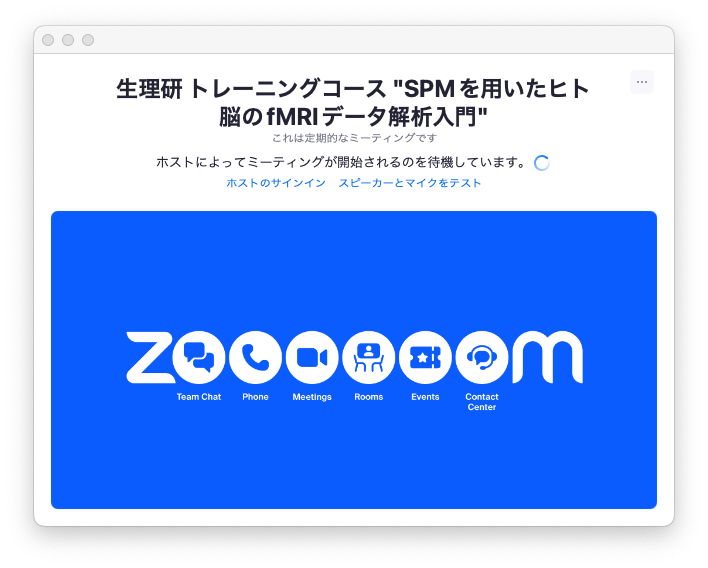 生理研 トレーニングコース "SPMを用いたヒト
脳のfMRIデータ解析入門"
これは定期的なミーティングです
ホストによってミーティングが開始されるのを待機しています。
ホストのサインイン スピーカーとマイクをテスト
zoooooom
Team Chat Phone Meetings Rooms Events Contact
Center